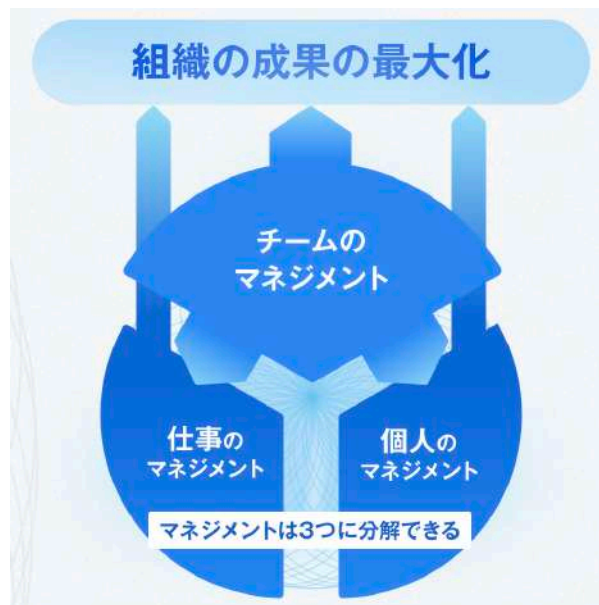 組織の成果の最大化
チームの
マネジメント
仕事の
マネジメント
個人の
マネジメント
マネジメントは3つに分解できる